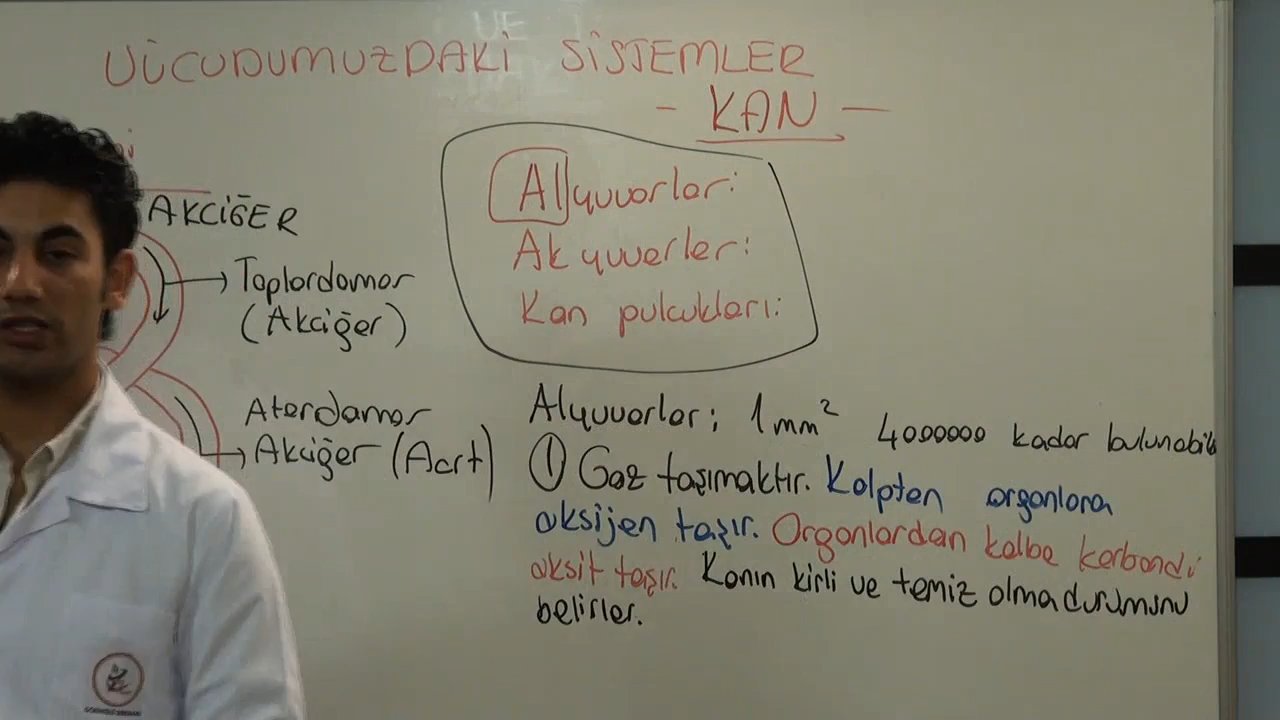 VÜCUDUMUZDAKİ SİSTEMLER
- KAN -
AKCİĞER
Toplardamar
(Akciğer)
Atardamar
Akciğer (Aort)
Alyuvarlar:
Akyuvarlar:
Kan pulcukları:
Alyuvarlar; 1mm² 4000000 kadar bulunabilir
① Gaz taşımaktır. Kalpten organlara
oksijen taşır. Organlardan kalbe karbondi
oksit taşır. Kanın kirli ve temiz olma durumunu
belirler.